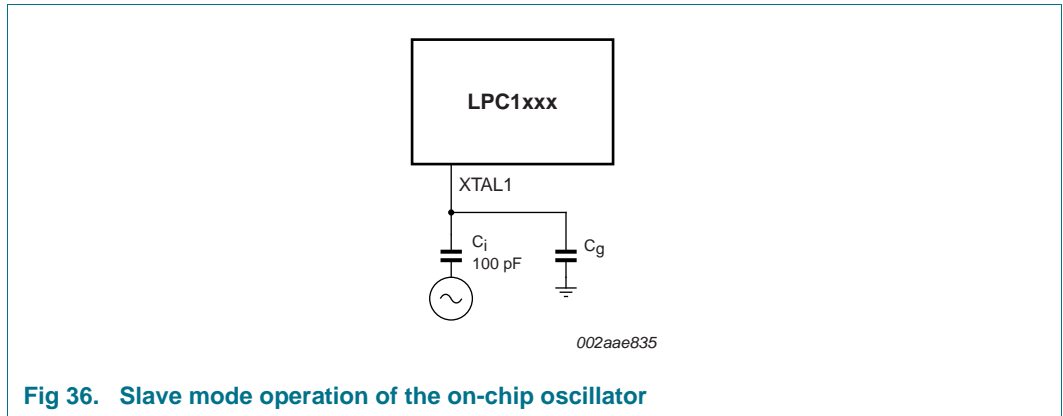 LPC1xxx
XTAL1
Ci
100 pF
Cg
002aae835
Fig 36. Slave mode operation of the on-chip oscillator